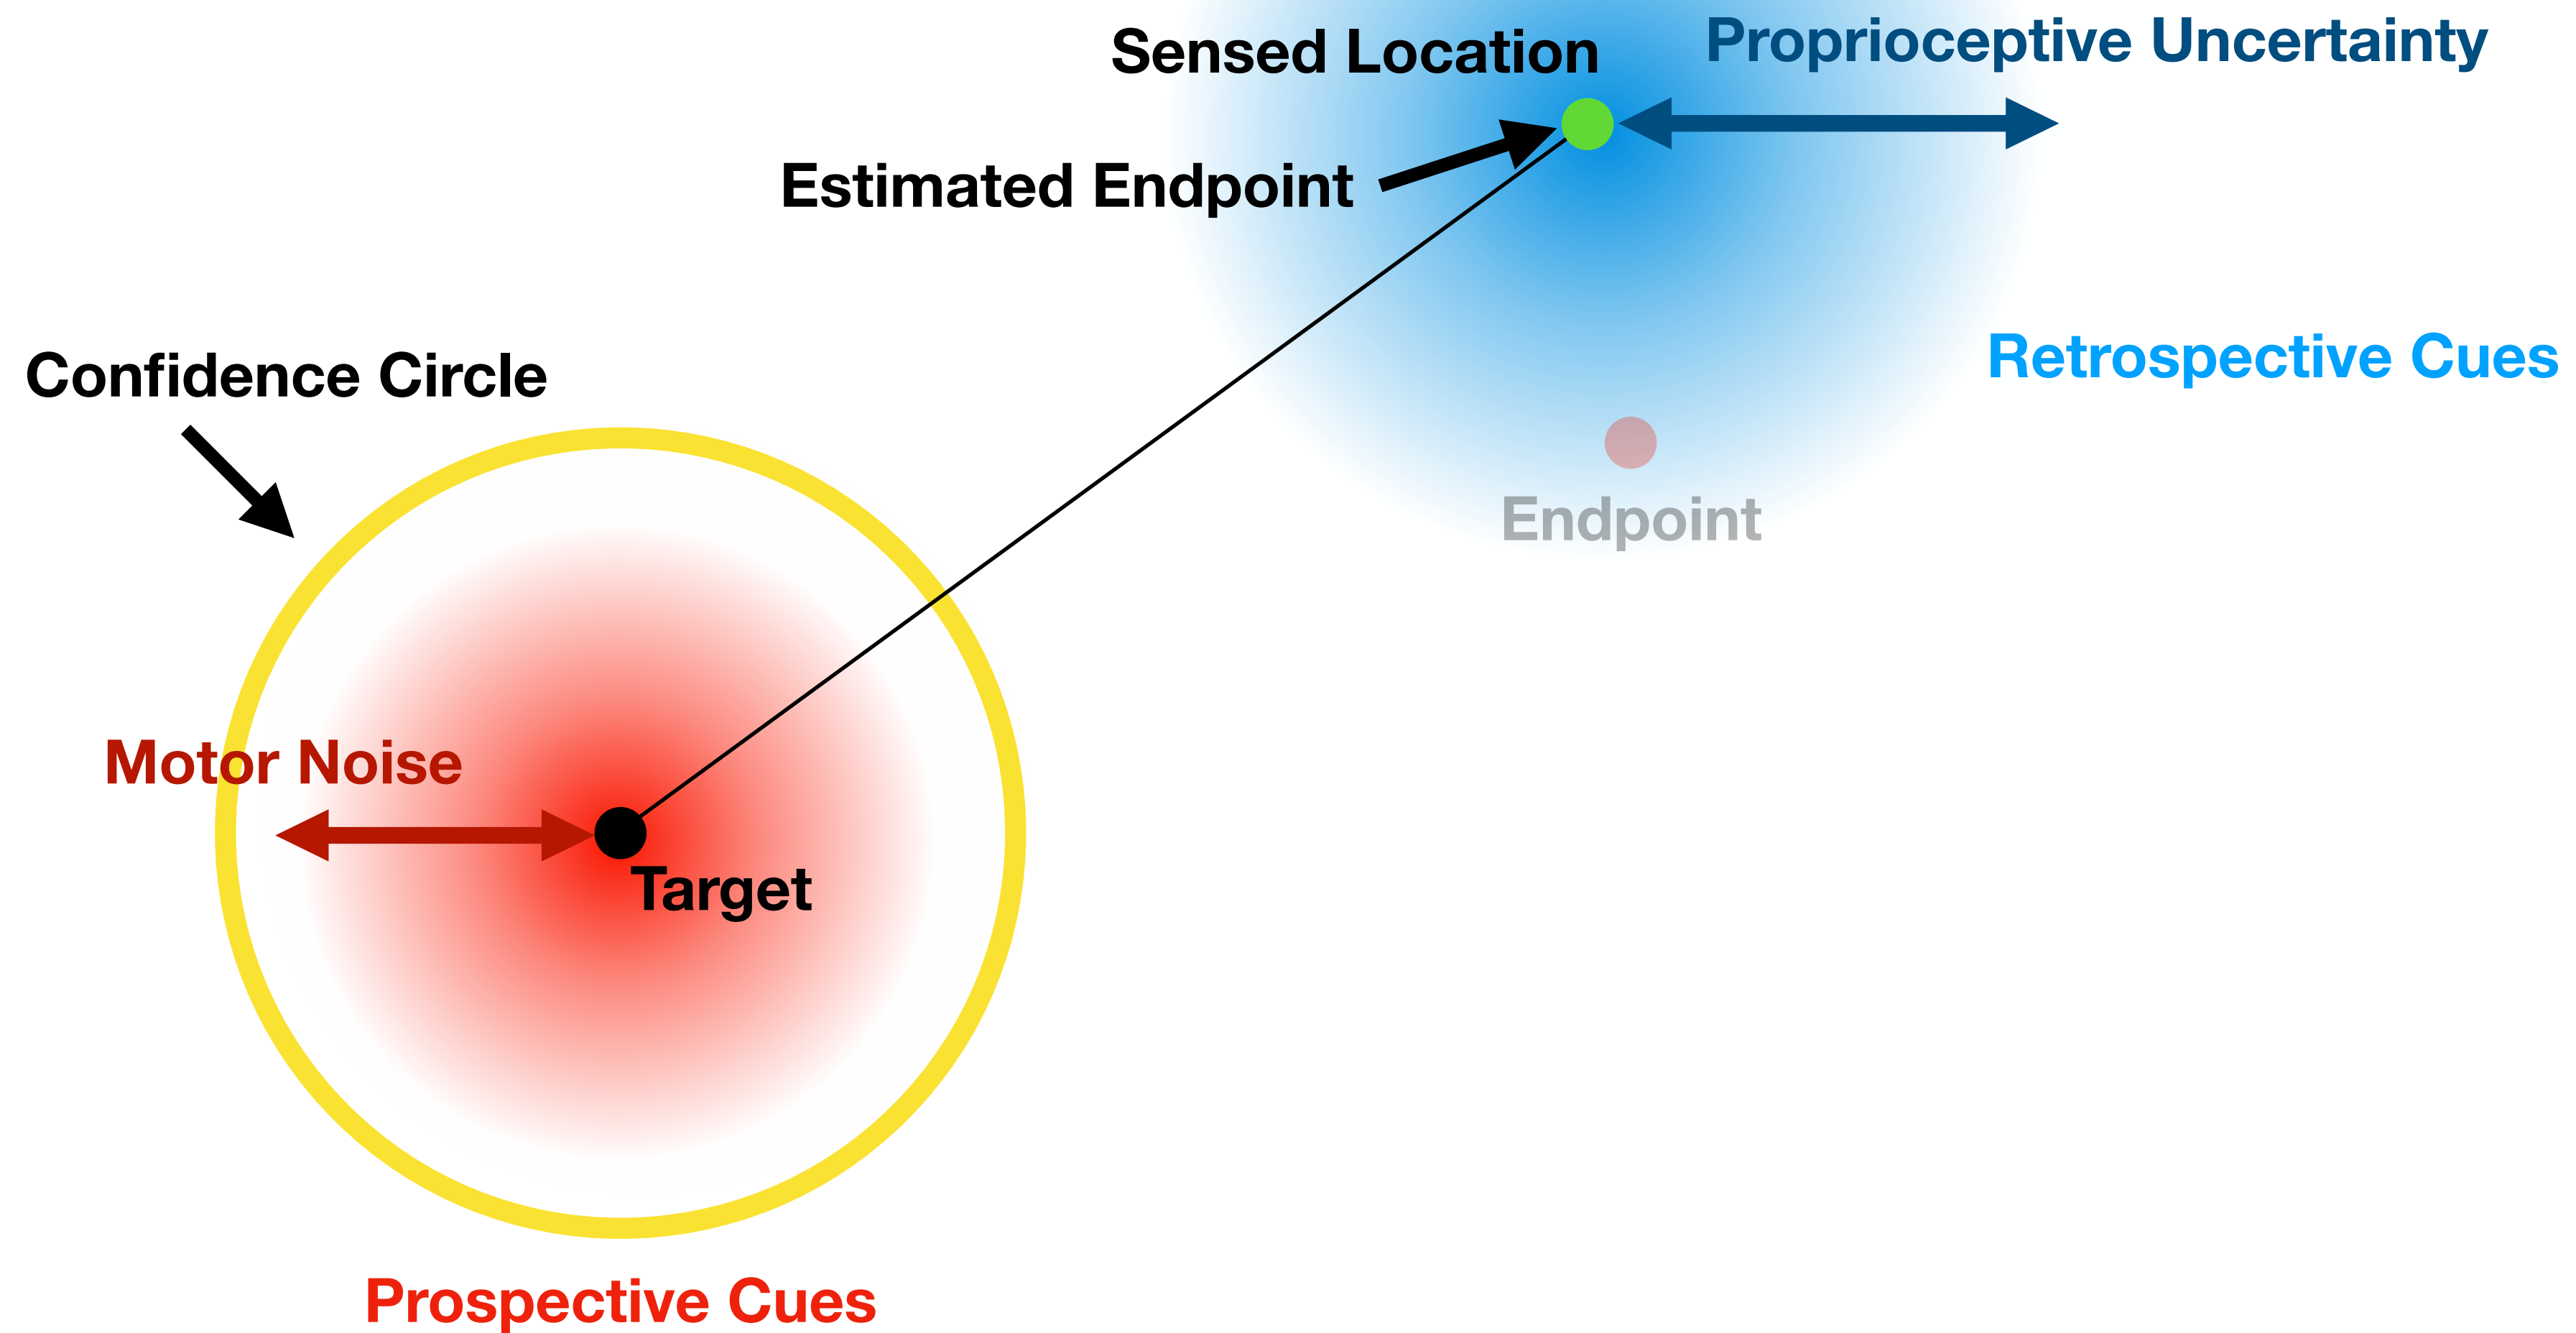 Sensed Location
Proprioceptive Uncertainty
Estimated Endpoint
Retrospective Cues
Confidence Circle
Endpoint
Motor Noise
Target
Prospective Cues